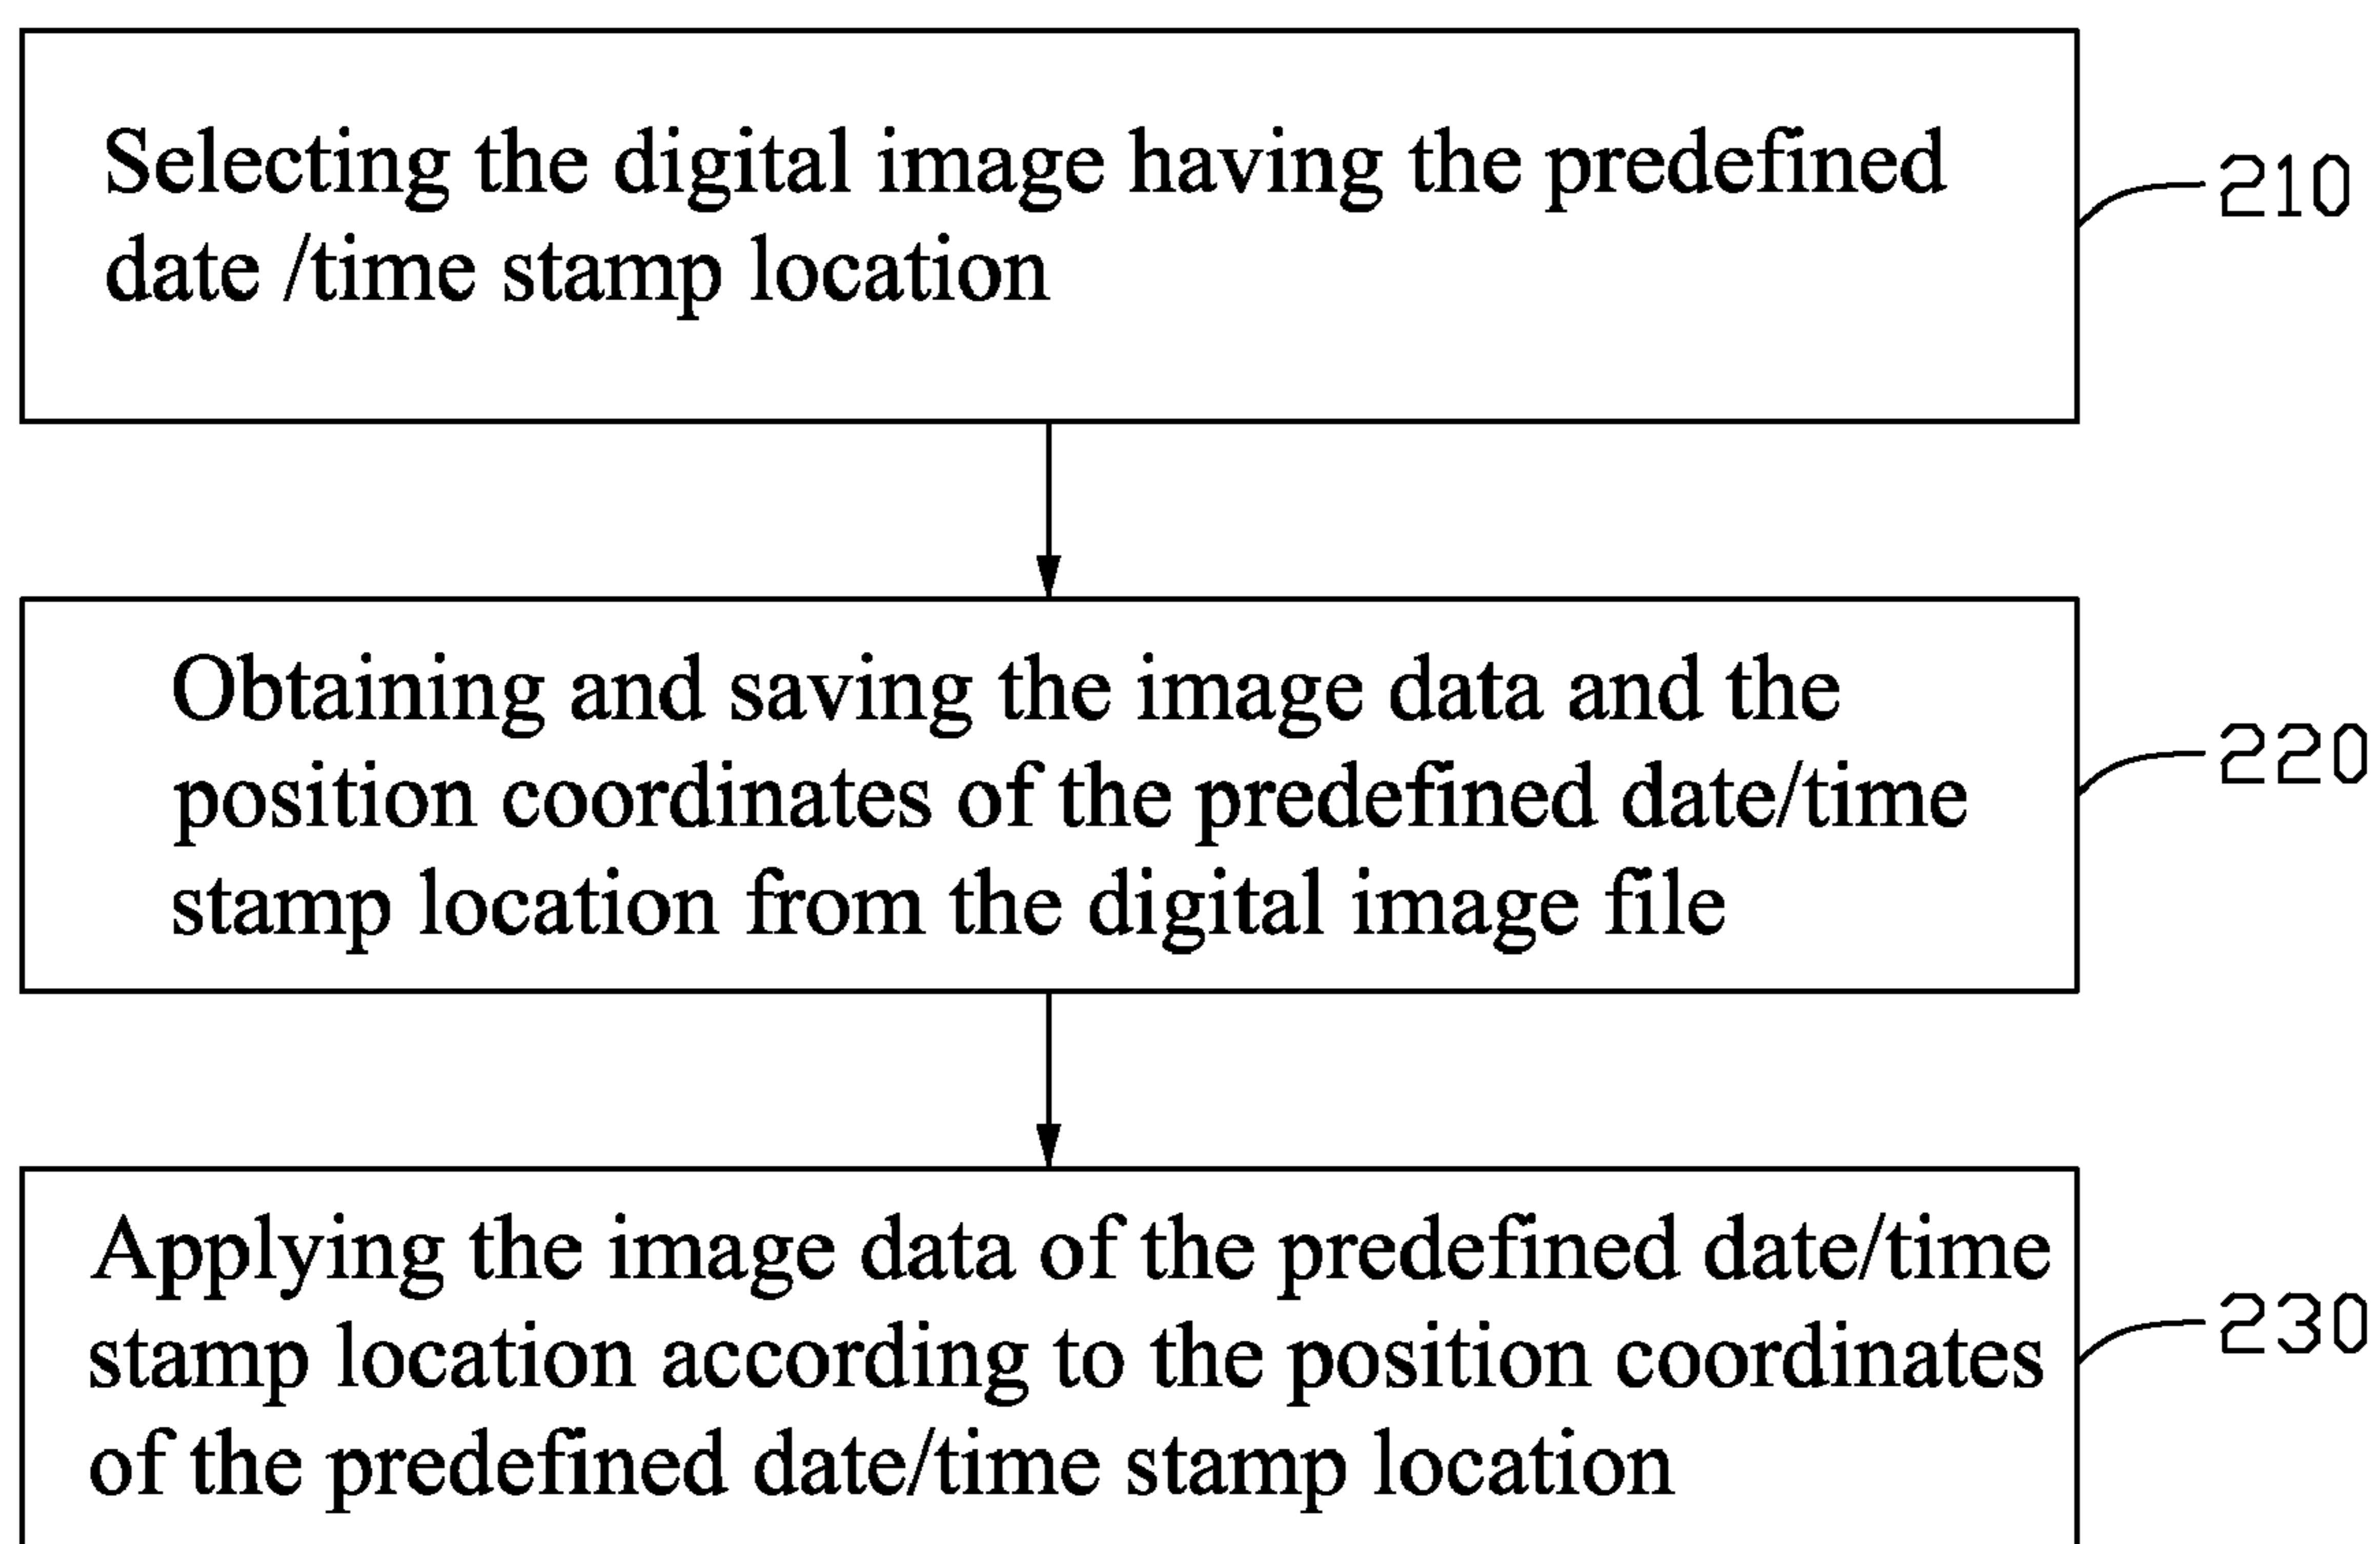 Selecting the digital image having the predefined
date /time stamp location
210
Obtaining and saving the image data and the
position coordinates of the predefined date/time
stamp location from the digital image file
220
Applying the image data of the predefined date/time
stamp location according to the position coordinates
of the predefined date/time stamp location
230